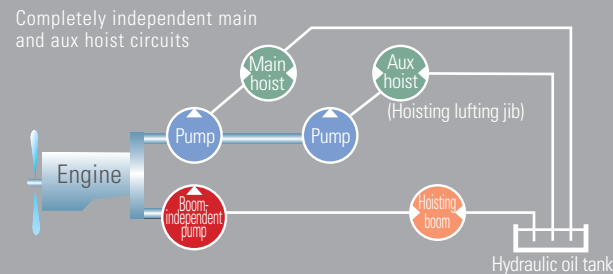 Completely independent main
and aux hoist circuits
Main
hoist
Aux
hoist
(Hoisting lufting jib)
Pump
Pump
Engine
Boom-
independent
pump
Hoisting
boom
Hydraulic oil tank